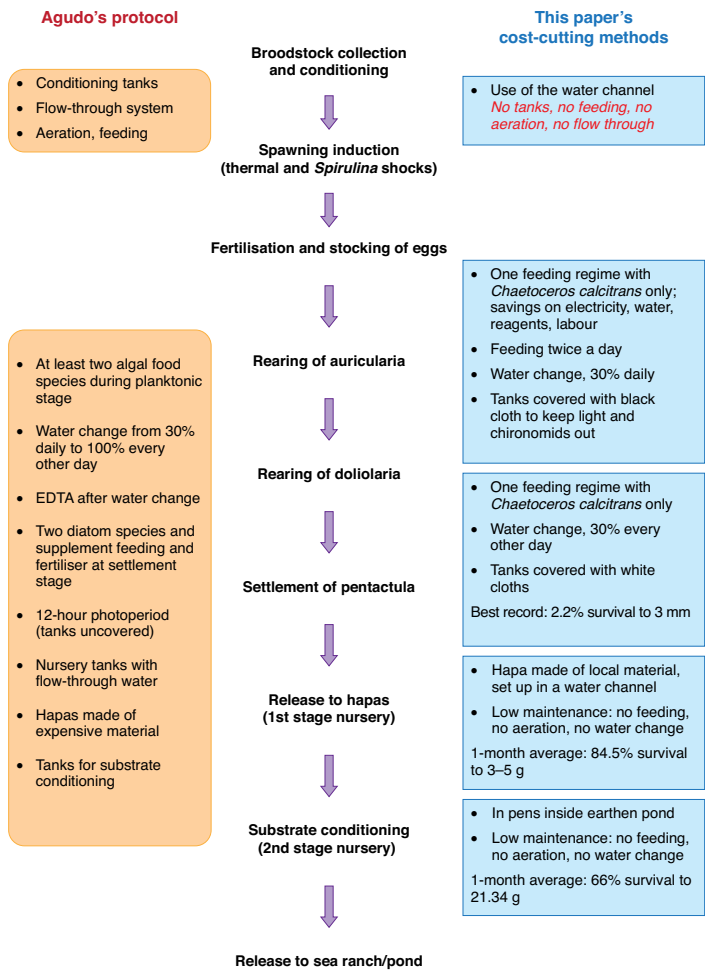 Agudo's protocol
• Conditioning tanks
• Flow-through system
• Aeration, feeding
• At least two algal food
species during planktonic
stage
• Water change from 30%
daily to 100% every
other day
• EDTA after water change
• Two diatom species and
supplement feeding and
fertiliser at settlement
stage
• 12-hour photoperiod
(tanks uncovered)
• Nursery tanks with
flow-through water
• Hapas made of
expensive material
• Tanks for substrate
conditioning
Broodstock collection
and conditioning
Spawning induction
(thermal and Spirulina shocks)
Fertilisation and stocking of eggs
Rearing of auricularia
Rearing of doliolaria
Settlement of pentactula
Release to hapas
(1st stage nursery)
Substrate conditioning
(2nd stage nursery)
Release to sea ranch/pond
This paper's
cost-cutting methods
• Use of the water channel
No tanks, no feeding, no
aeration, no flow through
• One feeding regime with
Chaetoceros calcitrans only;
savings on electricity, water,
reagents, labour
• Feeding twice a day
• Water change, 30% daily
• Tanks covered with black
cloth to keep light and
chironomids out
• One feeding regime with
Chaetoceros calcitrans only
• Water change, 30% every
other day
• Tanks covered with white
cloths
Best record: 2.2% survival to 3 mm
• Hapa made of local material,
set up in a water channel
• Low maintenance: no feeding,
no aeration, no water change
1-month average: 84.5% survival
to 3–5 g
• In pens inside earthen pond
• Low maintenance: no feeding,
no aeration, no water change
1-month average: 66% survival to
21.34 g